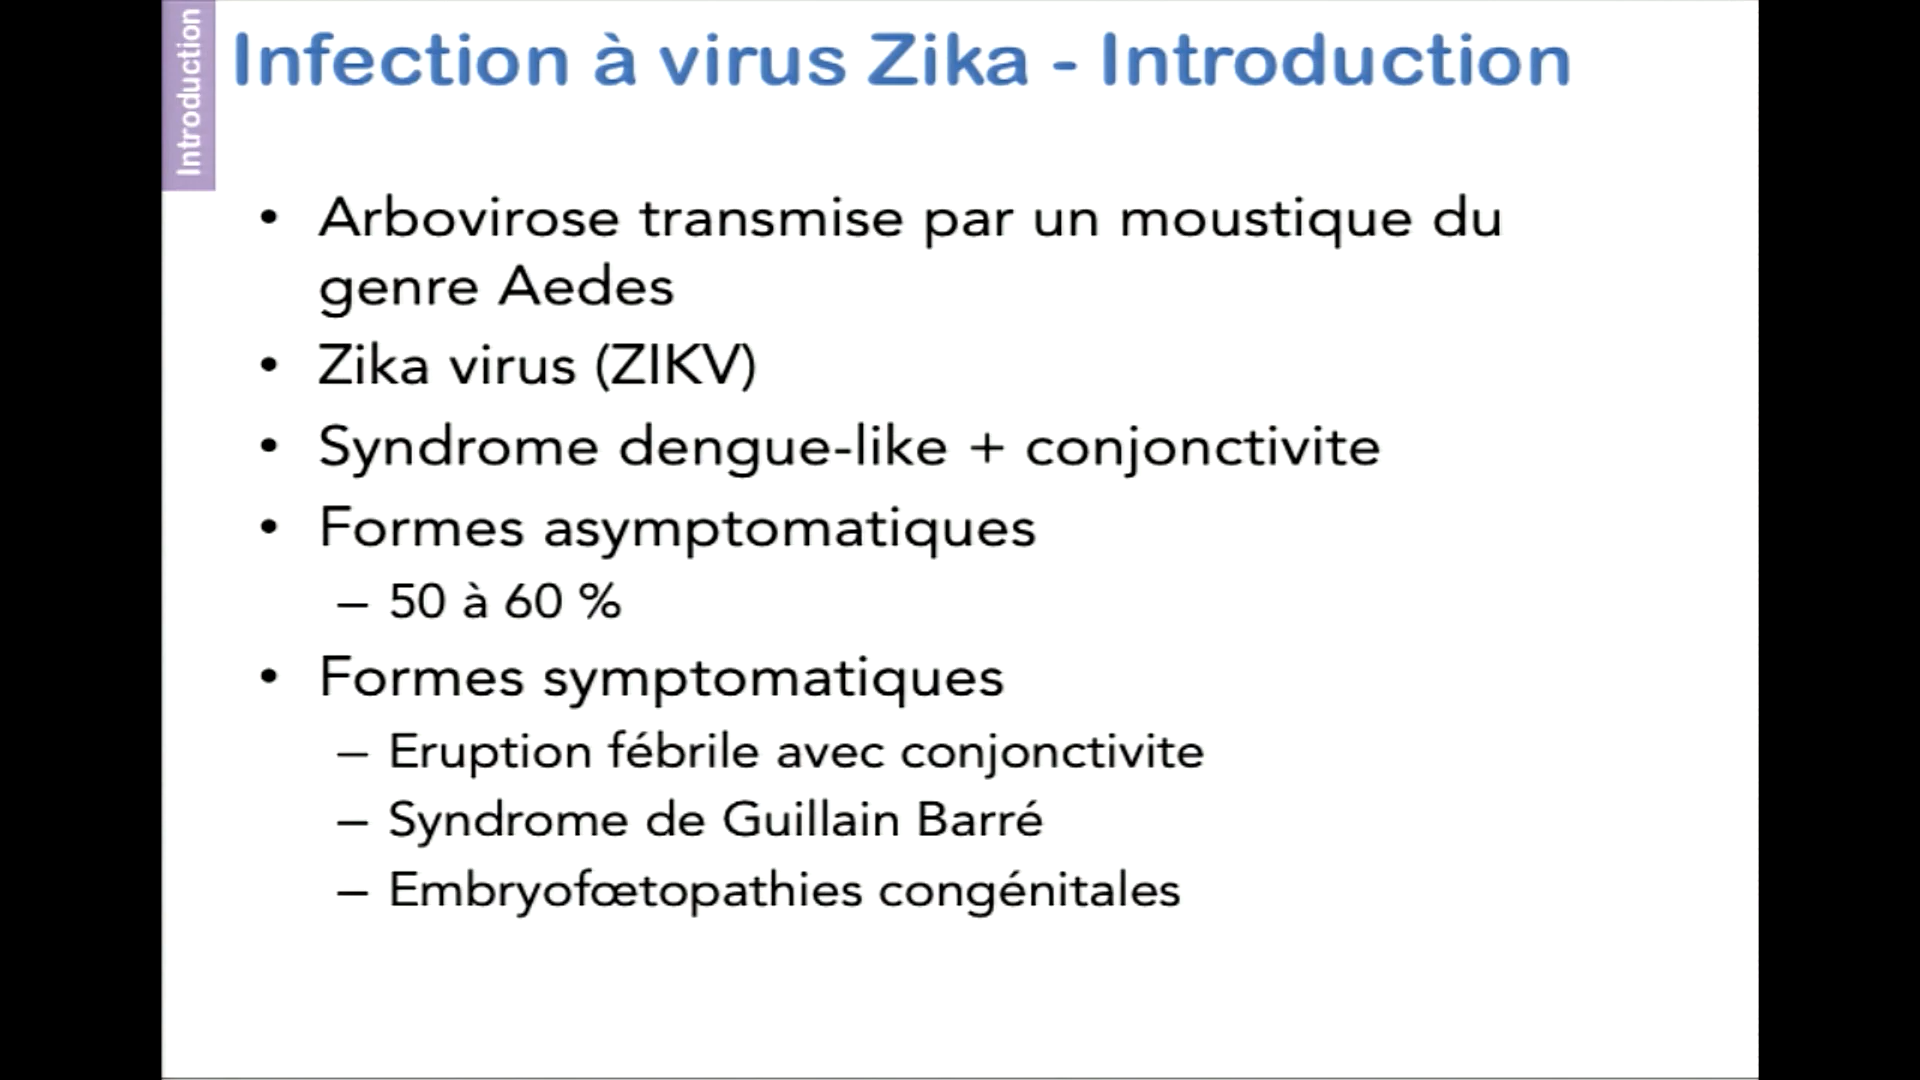 Introduction
Infection à virus Zika - Introduction
• Arbovirose transmise par un moustique du
genre Aedes
• Zika virus (ZIKV)
• Syndrome dengue-like + conjonctivite
• Formes asymptomatiques
– 50 à 60 %
• Formes symptomatiques
– Eruption fébrile avec conjonctivite
– Syndrome de Guillain Barré
– Embryofœtopathies congénitales